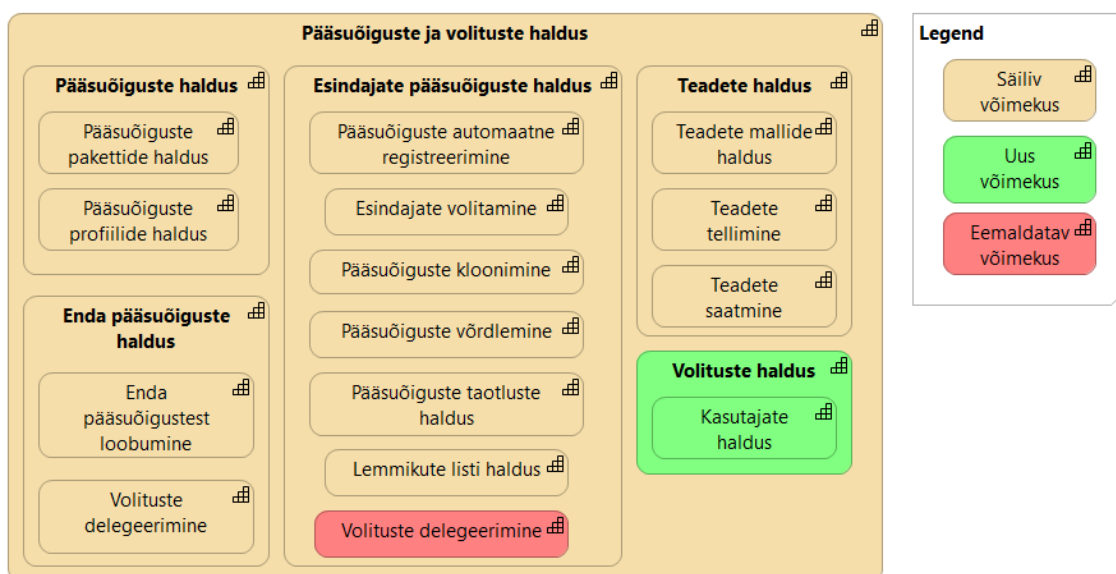 Pääsuõiguste ja volituste haldus
Pääsuõiguste haldus
Pääsuõiguste
pakettide haldus
Pääsuõiguste
profiilide haldus
Enda pääsuõiguste
haldus
Enda
pääsuõigustest
loobumine
Volituste
delegeerimine
Esindajate pääsuõiguste haldus
Pääsuõiguste automaatne
registreerimine
Esindajate volitamine
Pääsuõiguste kloonimine
Pääsuõiguste võrdlemine
Pääsuõiguste taotluste
haldus
Lemmikute listi haldus
Volituste delegeerimine
Teadete haldus
Teadete mallide
haldus
Teadete
tellimine
Teadete
saatmine
Volituste haldus
Kasutajate
haldus
Legend
Säiliv
võimekus
Uus
võimekus
Eemaldatav
võimekus